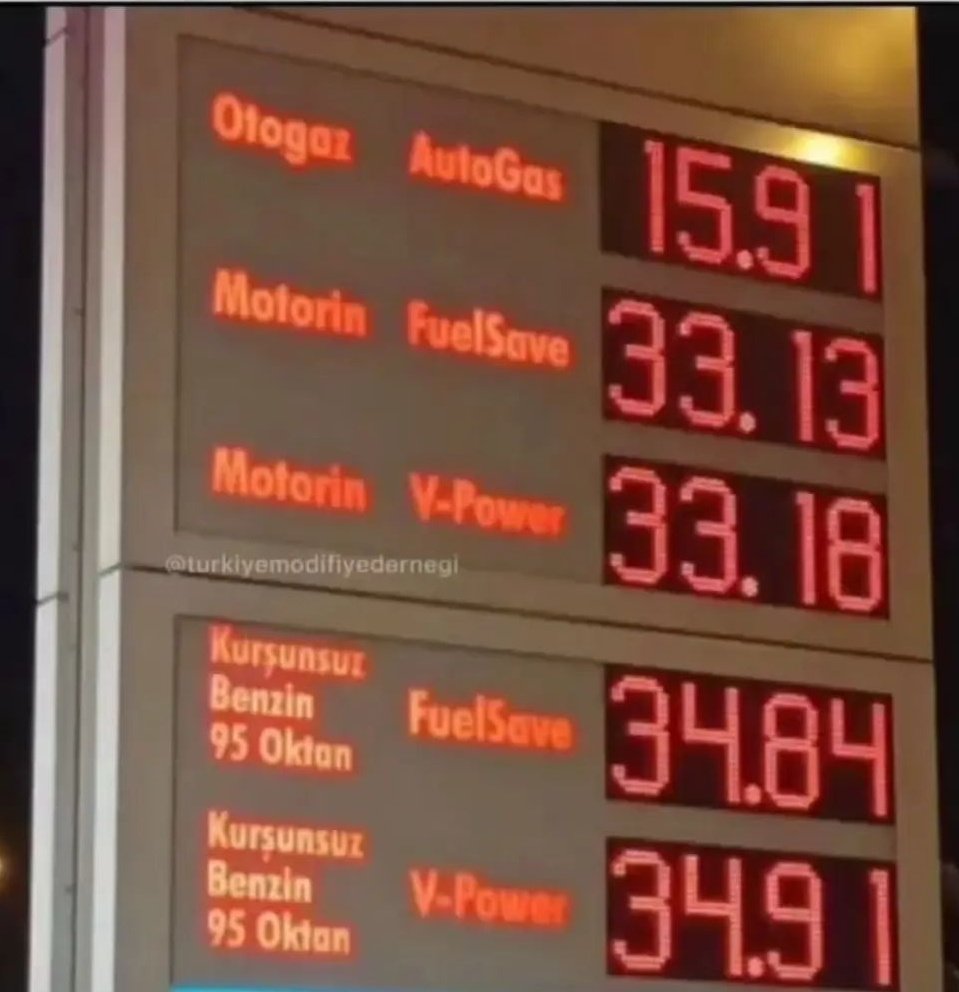 Otogaz AutoGas 15.91
Motorin FuelSave 33.13
Motorin V-Power 33.18
@turkiyemodifiyedernegi
Kurşunsuz
Benzin
95 Oktan
FuelSave 34.84
Kurşunsuz
Benzin
95 Oktan
V-Power 34.91